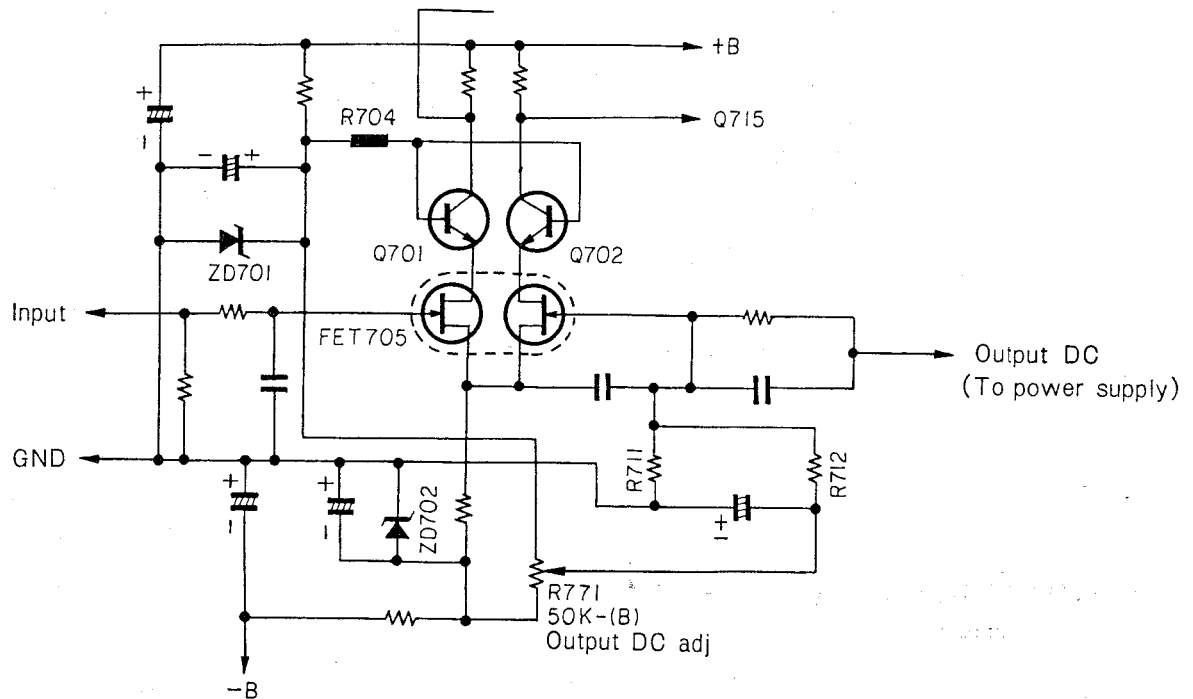 +B
+
-
R704
Q715
- +
Q701
Q702
ZD701
Input
FET705
Output DC
(To power supply)
GND
R711
R712
+
-
+
-
ZD702
- +
R771
50K-(B)
Output DC adj
-B